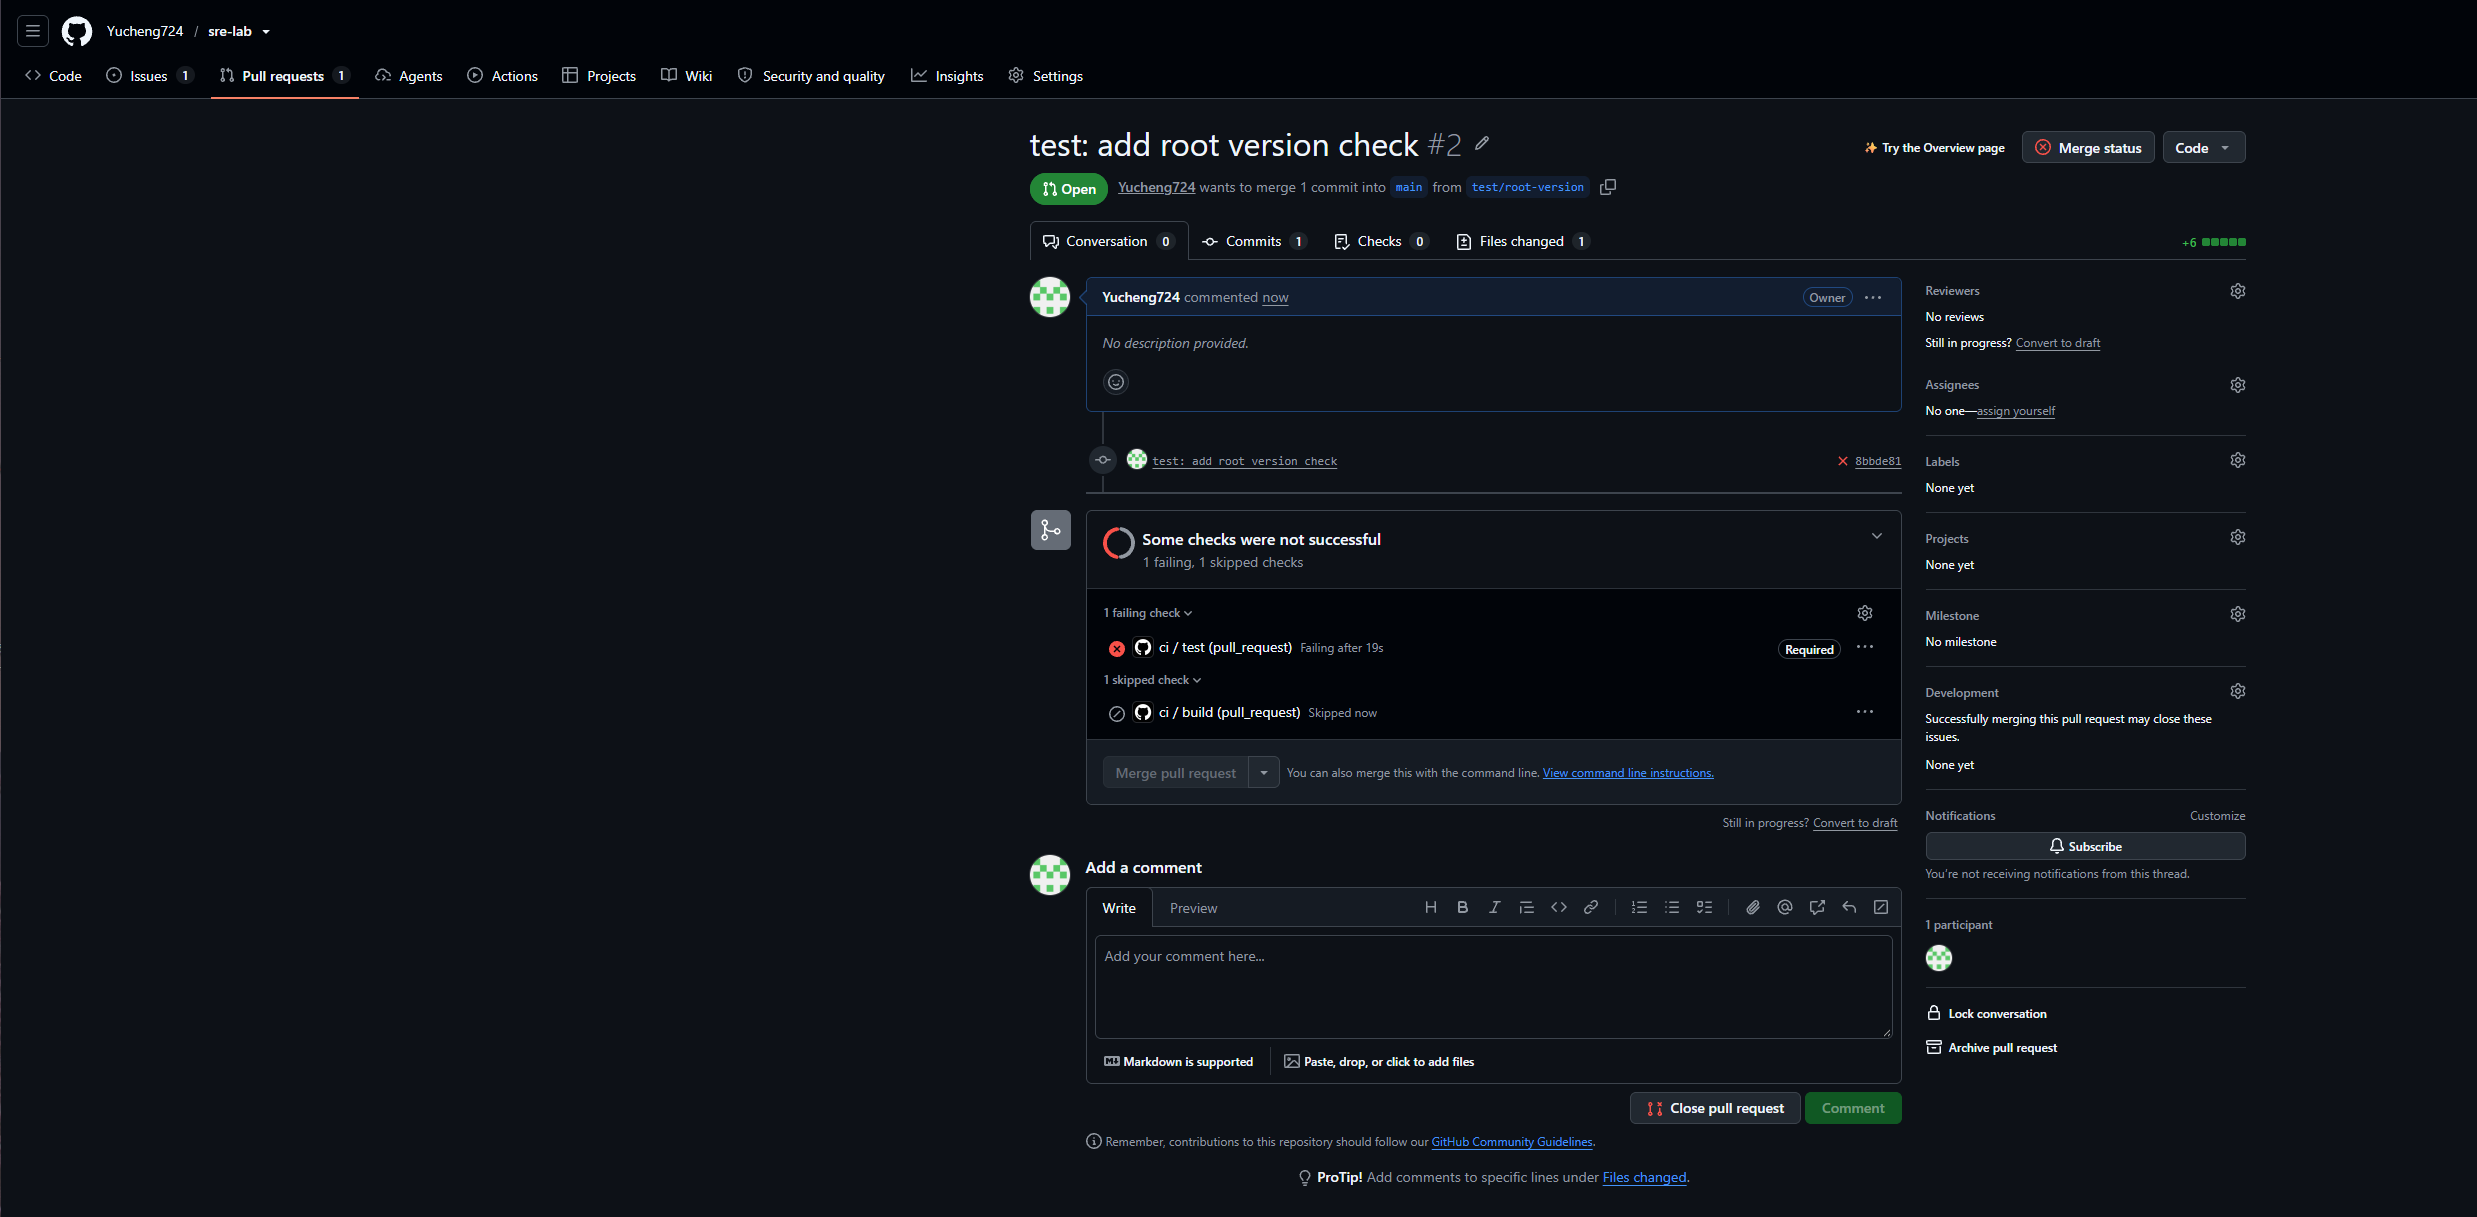 Yucheng724 / sre-lab
Code Issues 1 Pull requests 1 Agents Actions Projects Wiki Security and quality Insights Settings
test: add root version check #2
Try the Overview page Merge status Code
Open Yucheng724 wants to merge 1 commit into main from test/root-version
Conversation 0 Commits 1 Checks 0 Files changed 1
+6
Yucheng724 commented now Owner
No description provided.
test: add root version check 8bbde81
Some checks were not successful
1 failing, 1 skipped checks
1 failing check
ci / test (pull_request) Failing after 19s Required
1 skipped check
ci / build (pull_request) Skipped now
Merge pull request You can also merge this with the command line. View command line instructions.
Still in progress? Convert to draft
Add a comment
Write Preview
Add your comment here...
Markdown is supported Paste, drop, or click to add files
Close pull request Comment
Remember, contributions to this repository should follow our GitHub Community Guidelines.
ProTip! Add comments to specific lines under Files changed.
Reviewers
No reviews
Still in progress? Convert to draft
Assignees
No one—assign yourself
Labels
None yet
Projects
None yet
Milestone
No milestone
Development
Successfully merging this pull request may close these
issues.
None yet
Notifications Customize
Subscribe
You're not receiving notifications from this thread.
1 participant
Lock conversation
Archive pull request